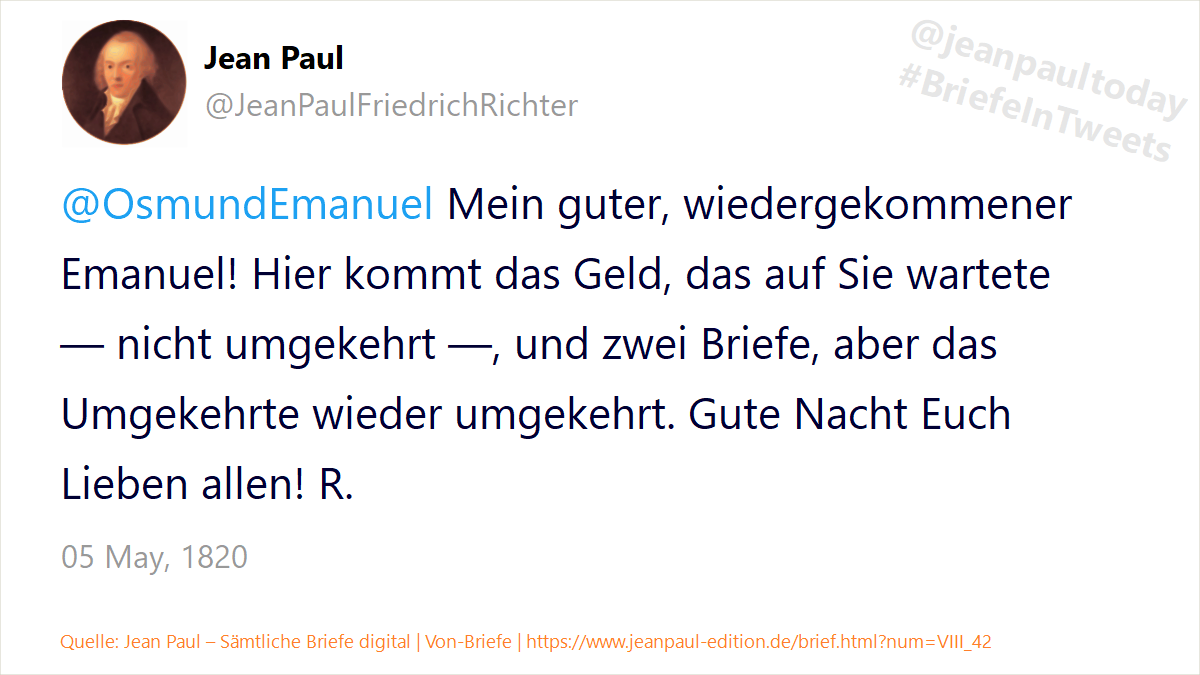 Jean Paul
@JeanPaulFriedrichRichter
@jeanpaultoday
#BriefeInTweets
@OsmundEmanuel Mein guter, wiedergekommener
Emanuel! Hier kommt das Geld, das auf Sie wartete
— nicht umgekehrt —, und zwei Briefe, aber das
Umgekehrte wieder umgekehrt. Gute Nacht Euch
Lieben allen! R.
05 May, 1820
Quelle: Jean Paul – Sämtliche Briefe digital | Von-Briefe | https://www.jeanpaul-edition.de/brief.html?num=VIII_42